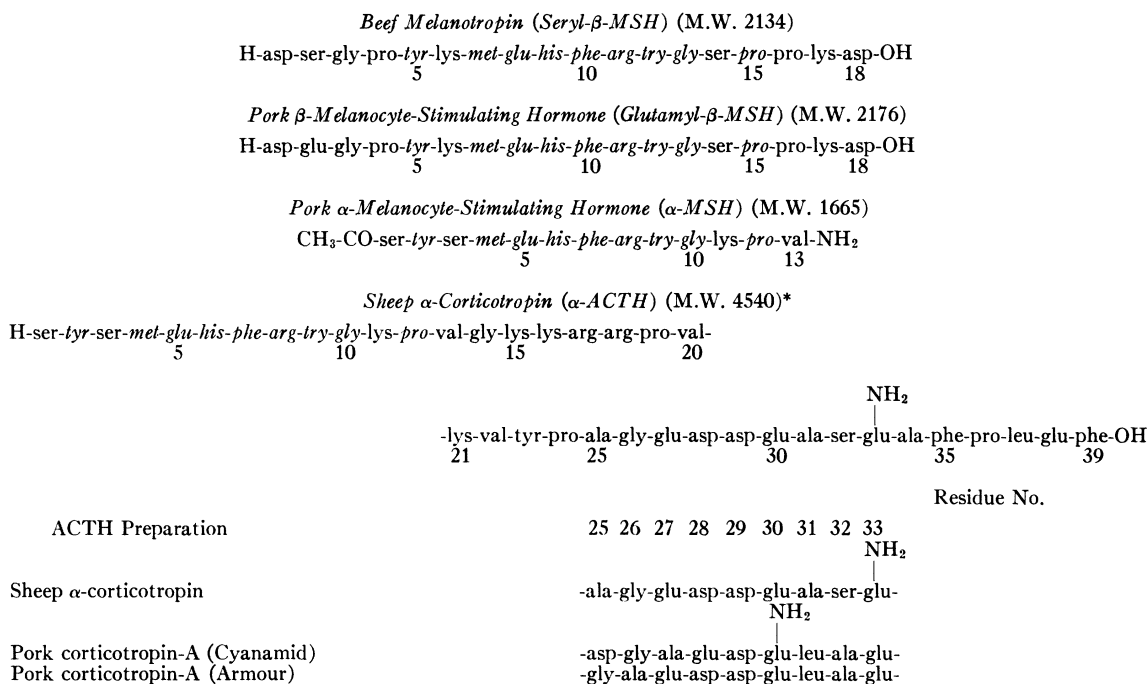 Beef Melanotropin (Seryl-β-MSH) (M.W. 2134)
H-asp-ser-gly-pro-tyr-lys-met-glu-his-phe-arg-try-gly-ser-pro-pro-lys-asp-OH
5 10 15 18
Pork β-Melanocyte-Stimulating Hormone (Glutamyl-β-MSH) (M.W. 2176)
H-asp-glu-gly-pro-tyr-lys-met-glu-his-phe-arg-try-gly-ser-pro-pro-lys-asp-OH
5 10 15 18
Pork α-Melanocyte-Stimulating Hormone (α-MSH) (M.W. 1665)
CH₃-CO-ser-tyr-ser-met-glu-his-phe-arg-try-gly-lys-pro-val-NH₂
5 10 13
Sheep α-Corticotropin (α-ACTH) (M.W. 4540)*
H-ser-tyr-ser-met-glu-his-phe-arg-try-gly-lys-pro-val-gly-lys-lys-arg-arg-pro-val-
5 10 15 20
NH₂
-lys-val-tyr-pro-ala-gly-glu-asp-asp-glu-ala-ser-glu-ala-phe-pro-leu-glu-phe-OH
21 25 30 35 39
Residue No.
ACTH Preparation 25 26 27 28 29 30 31 32 33
NH₂
Sheep α-corticotropin -ala-gly-glu-asp-asp-glu-ala-ser-glu-
NH₂
Pork corticotropin-A (Cyanamid) -asp-gly-ala-glu-asp-glu-leu-ala-glu-
Pork corticotropin-A (Armour) -gly-ala-glu-asp-asp-glu-leu-ala-glu-